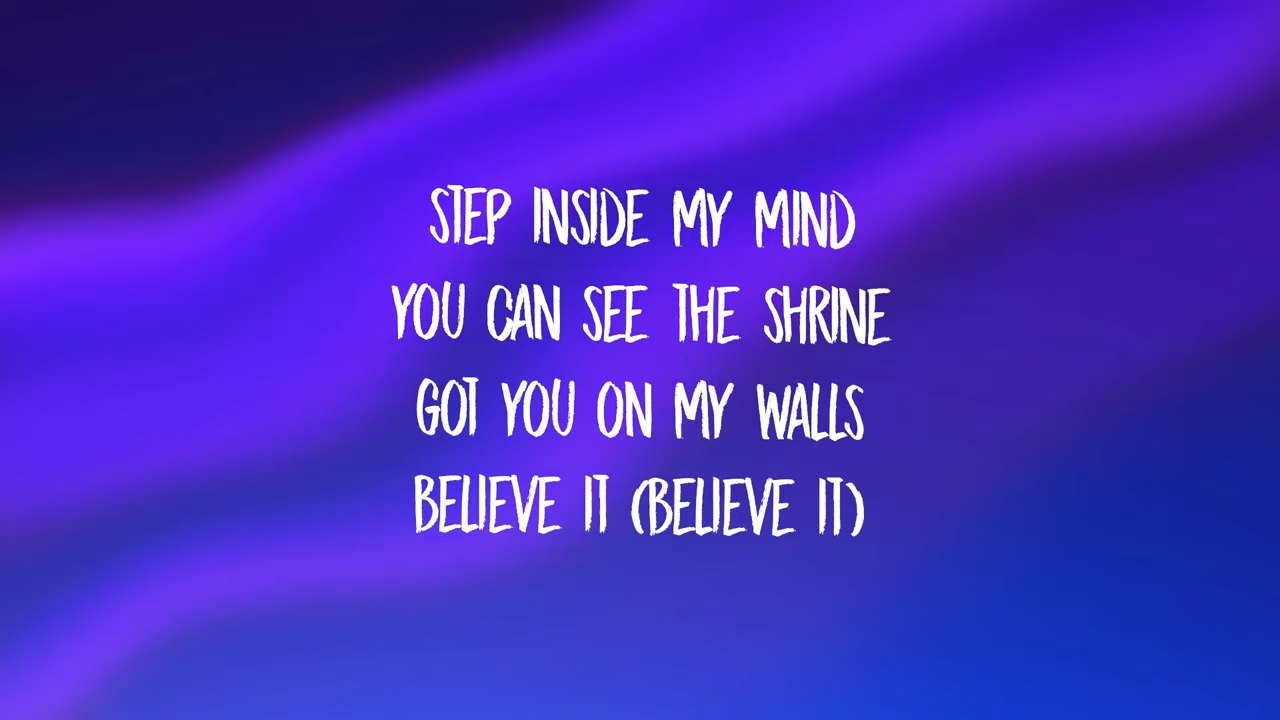 STEP INSIDE MY MIND
YOU CAN SEE THE SHRINE
GOT YOU ON MY WALLS
BELIEVE IT (BELIEVE IT)